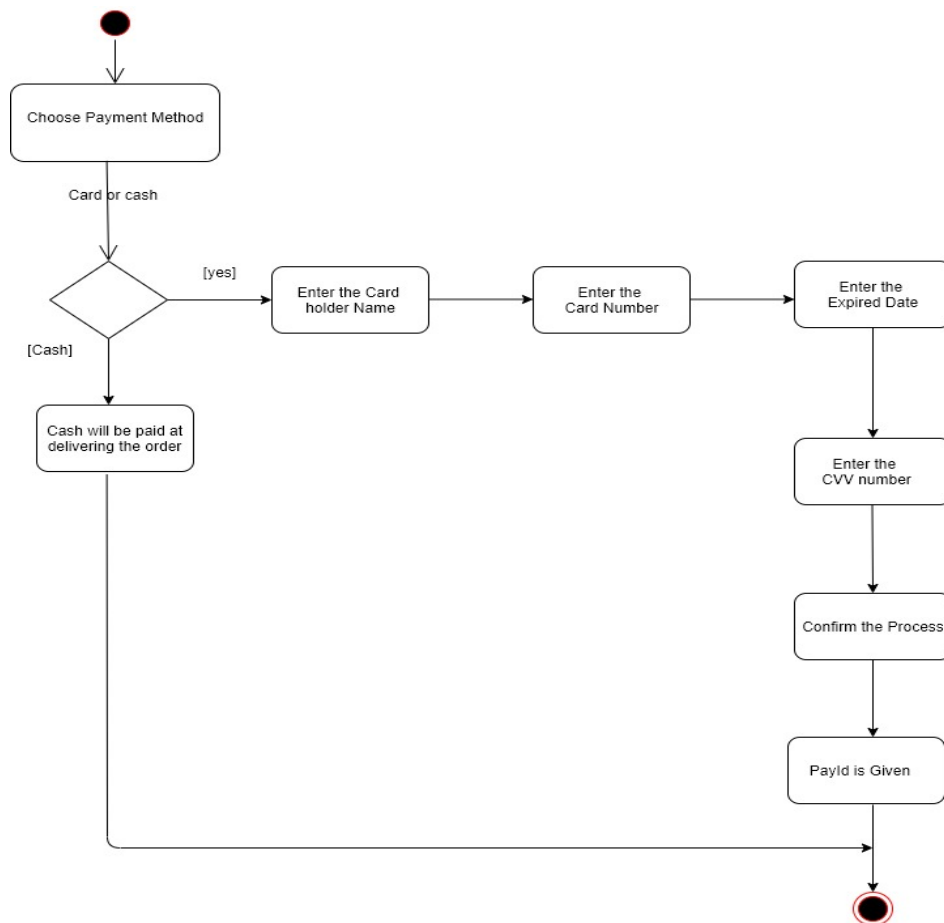 Choose Payment Method
Card or cash
[yes]
Enter the Card
holder Name
Enter the
Card Number
Enter the
Expired Date
[Cash]
Cash will be paid at
delivering the order
Enter the
CVV number
Confirm the Process
PayId is Given